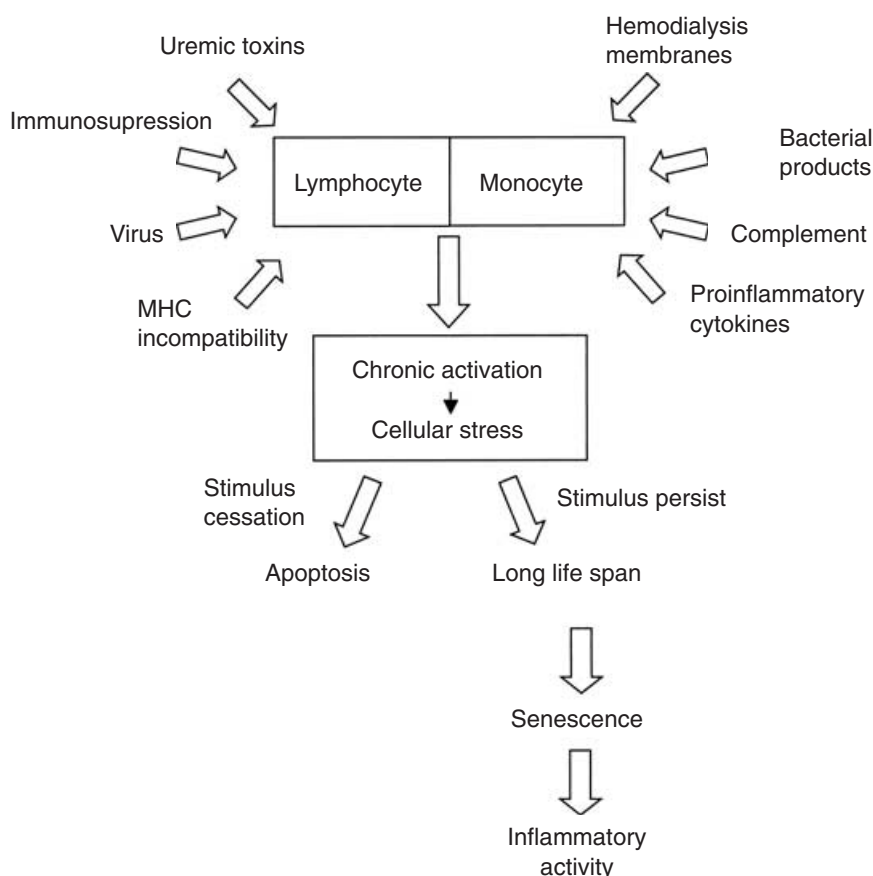 Uremic toxins
Hemodialysis
membranes
Immunosupression
Bacterial
products
Lymphocyte
Monocyte
Virus
Complement
MHC
incompatibility
Proinflammatory
cytokines
Chronic activation
Cellular stress
Stimulus
cessation
Stimulus persist
Apoptosis
Long life span
Senescence
Inflammatory
activity